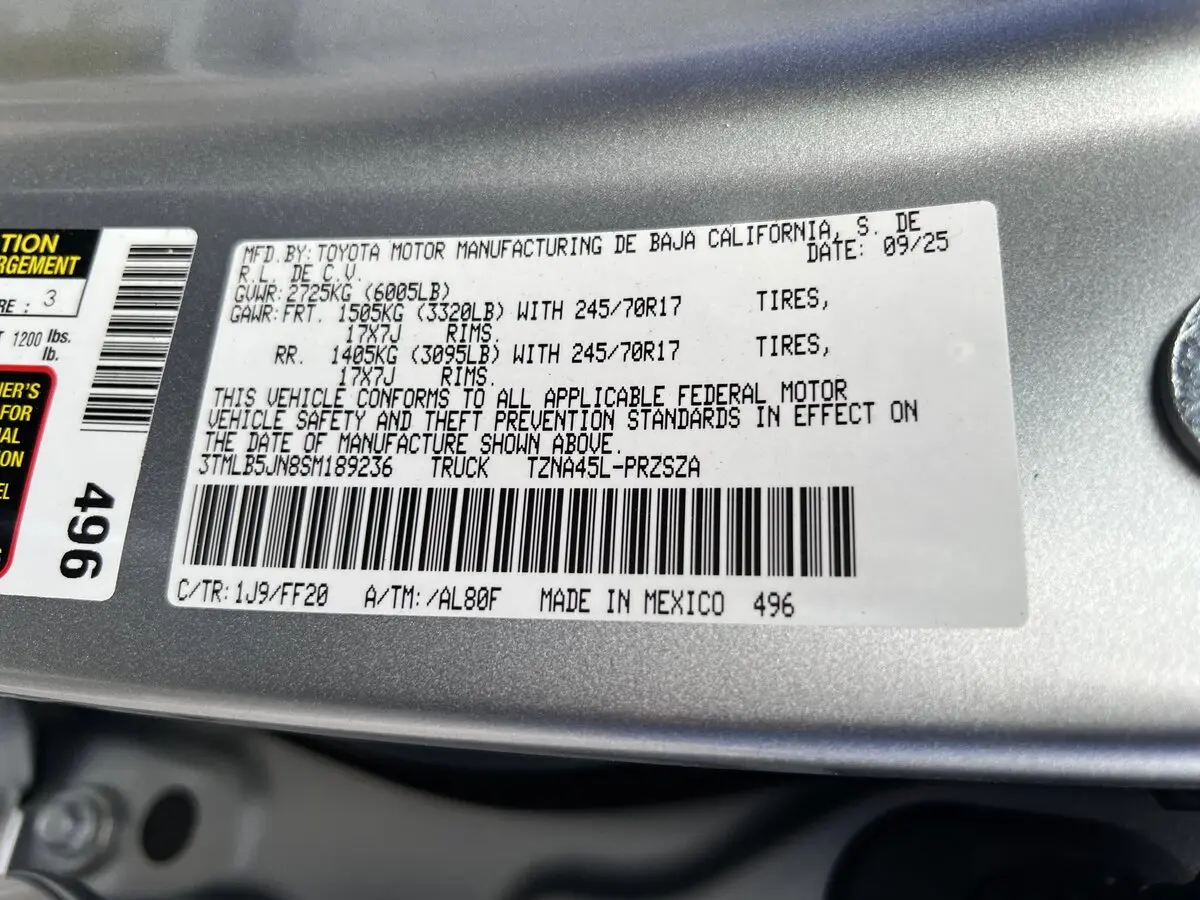 TION
RGEMENT
RE : 3
1200 lbs.
lb.
ER'S
FOR
ON
496
MFD.BY: TOYOTA MOTOR MANUFACTURING DE BAJA CALIFORNIA, S. DE
R.L. DE C.V. DATE: 09/25
GVWR: 2725KG (6005LB)
GAWR: FRT. 1505KG (3320LB) WITH 245/70R17 TIRES,
17X7J RIMS.
RR. 1405KG (3095LB) WITH 245/70R17 TIRES,
17X7J RIMS.
THIS VEHICLE CONFORMS TO ALL APPLICABLE FEDERAL MOTOR
VEHICLE SAFETY AND THEFT PREVENTION STANDARDS IN EFFECT ON
THE DATE OF MANUFACTURE SHOWN ABOVE.
3TMLB5JN8SM189236 TRUCK TZNA45L-PRZSZA
C/TR: 1J9/FF20 A/TM: /AL80F MADE IN MEXICO 496